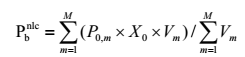 P_b^nlc = ∑_{m=1}^{M} (P_{0,m} × X_0 × V_m) / ∑_{m=1}^{M} V_m